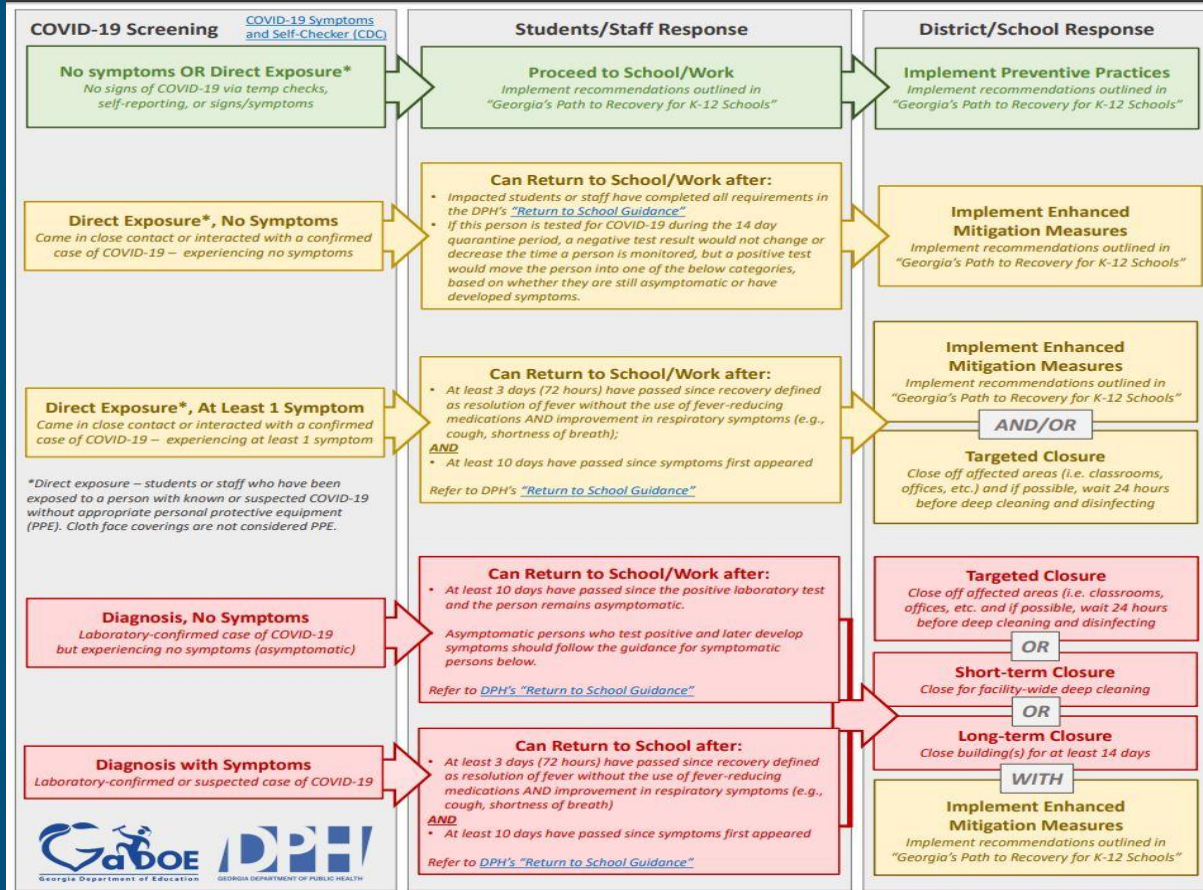 COVID-19 Screening
COVID-19 Symptoms
and Self-Checker (CDC)
Students/Staff Response
District/School Response
No symptoms OR Direct Exposure*
No signs of COVID-19 via temp checks,
self-reporting, or signs/symptoms
Proceed to School/Work
Implement recommendations outlined in
“Georgia’s Path to Recovery for K-12 Schools”
Implement Preventive Practices
Implement recommendations outlined in
“Georgia’s Path to Recovery for K-12 Schools”
Direct Exposure*, No Symptoms
Came in close contact or interacted with a confirmed
case of COVID-19 – experiencing no symptoms
Can Return to School/Work after:
• Impacted students or staff have completed all requirements in
the DPH’s “Return to School Guidance”
• If this person is tested for COVID-19 during the 14 day
quarantine period, a negative test result would not change or
decrease the time a person is monitored, but a positive test
would move the person into one of the below categories,
based on whether they are still asymptomatic or have
developed symptoms.
Implement Enhanced
Mitigation Measures
Implement recommendations outlined in
“Georgia’s Path to Recovery for K-12 Schools”
Direct Exposure*, At Least 1 Symptom
Came in close contact or interacted with a confirmed
case of COVID-19 – experiencing at least 1 symptom
Can Return to School/Work after:
• At least 3 days (72 hours) have passed since recovery defined
as resolution of fever without the use of fever-reducing
medications AND improvement in respiratory symptoms (e.g.,
cough, shortness of breath);
AND
• At least 10 days have passed since symptoms first appeared
Refer to DPH’s “Return to School Guidance”
Implement Enhanced
Mitigation Measures
Implement recommendations outlined in
“Georgia’s Path to Recovery for K-12 Schools”
AND/OR
Targeted Closure
Close off affected areas (i.e. classrooms,
offices, etc.) and if possible, wait 24 hours
before deep cleaning and disinfecting
*Direct exposure – students or staff who have been
exposed to a person with known or suspected COVID-19
without appropriate personal protective equipment
(PPE). Cloth face coverings are not considered PPE.
Diagnosis, No Symptoms
Laboratory-confirmed case of COVID-19
but experiencing no symptoms (asymptomatic)
Can Return to School/Work after:
• At least 10 days have passed since the positive laboratory test
and the person remains asymptomatic.
Asymptomatic persons who test positive and later develop
symptoms should follow the guidance for symptomatic
persons below.
Refer to DPH’s “Return to School Guidance”
Diagnosis with Symptoms
Laboratory-confirmed or suspected case of COVID-19
Can Return to School after:
• At least 3 days (72 hours) have passed since recovery defined
as resolution of fever without the use of fever-reducing
medications AND improvement in respiratory symptoms (e.g.,
cough, shortness of breath)
AND
• At least 10 days have passed since symptoms first appeared
Refer to DPH’s “Return to School Guidance”
Targeted Closure
Close off affected areas (i.e. classrooms,
offices, etc. and if possible, wait 24 hours
before deep cleaning and disinfecting
OR
Short-term Closure
Close for facility-wide deep cleaning
OR
Long-term Closure
Close building(s) for at least 14 days
WITH
Implement Enhanced
Mitigation Measures
Implement recommendations outlined in
“Georgia’s Path to Recovery for K-12 Schools”
GaDOE
Georgia Department of Education
DPH
GEORGIA DEPARTMENT OF PUBLIC HEALTH